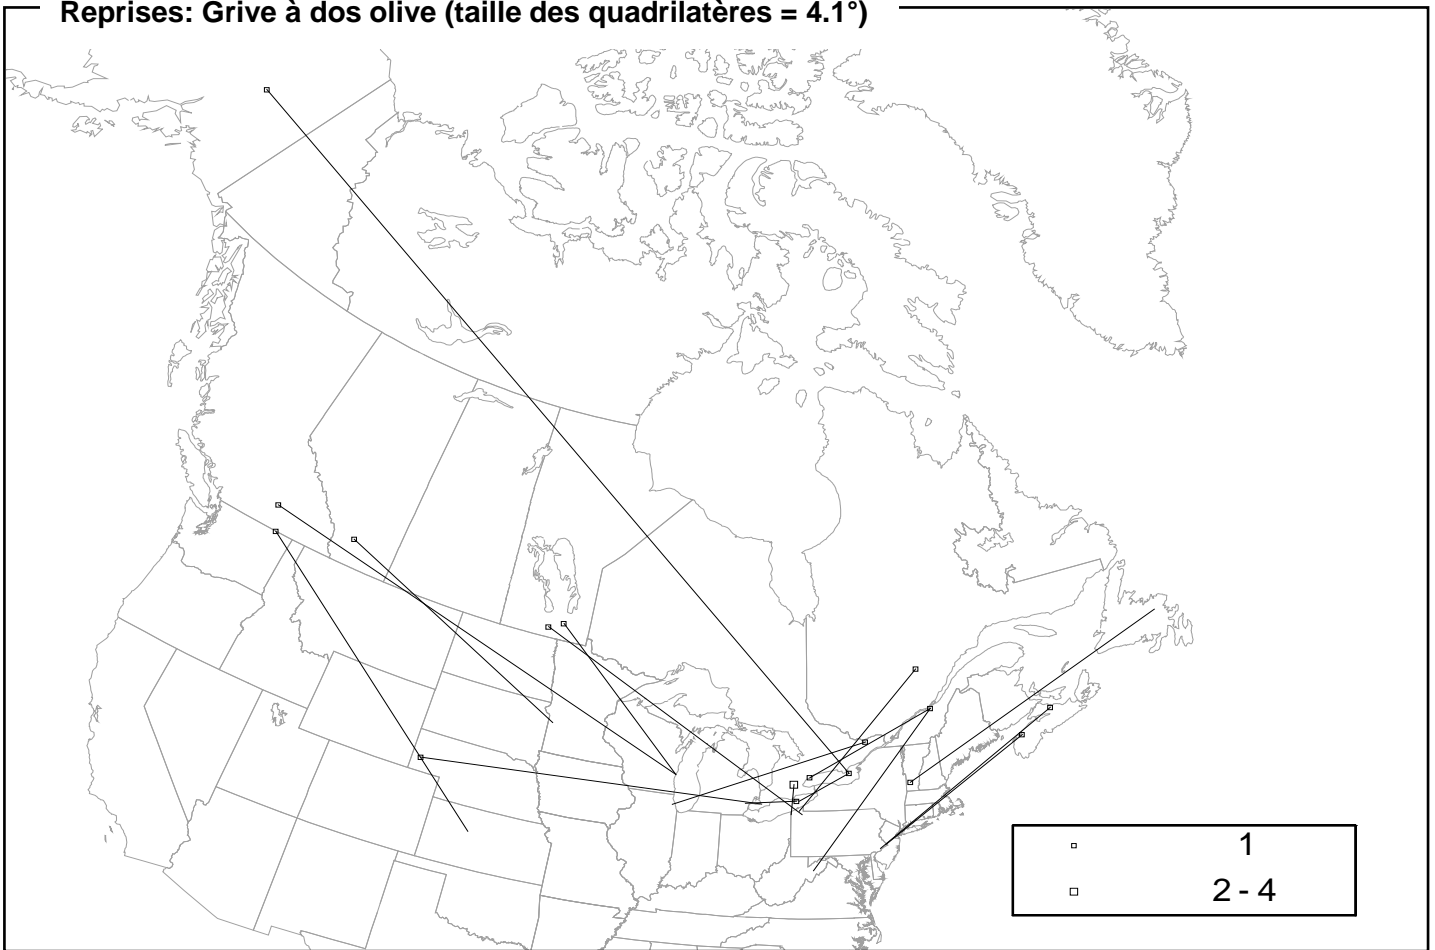 Reprises: Grive à dos olive (taille des quadrilatères = 4.1°)
1
2 - 4